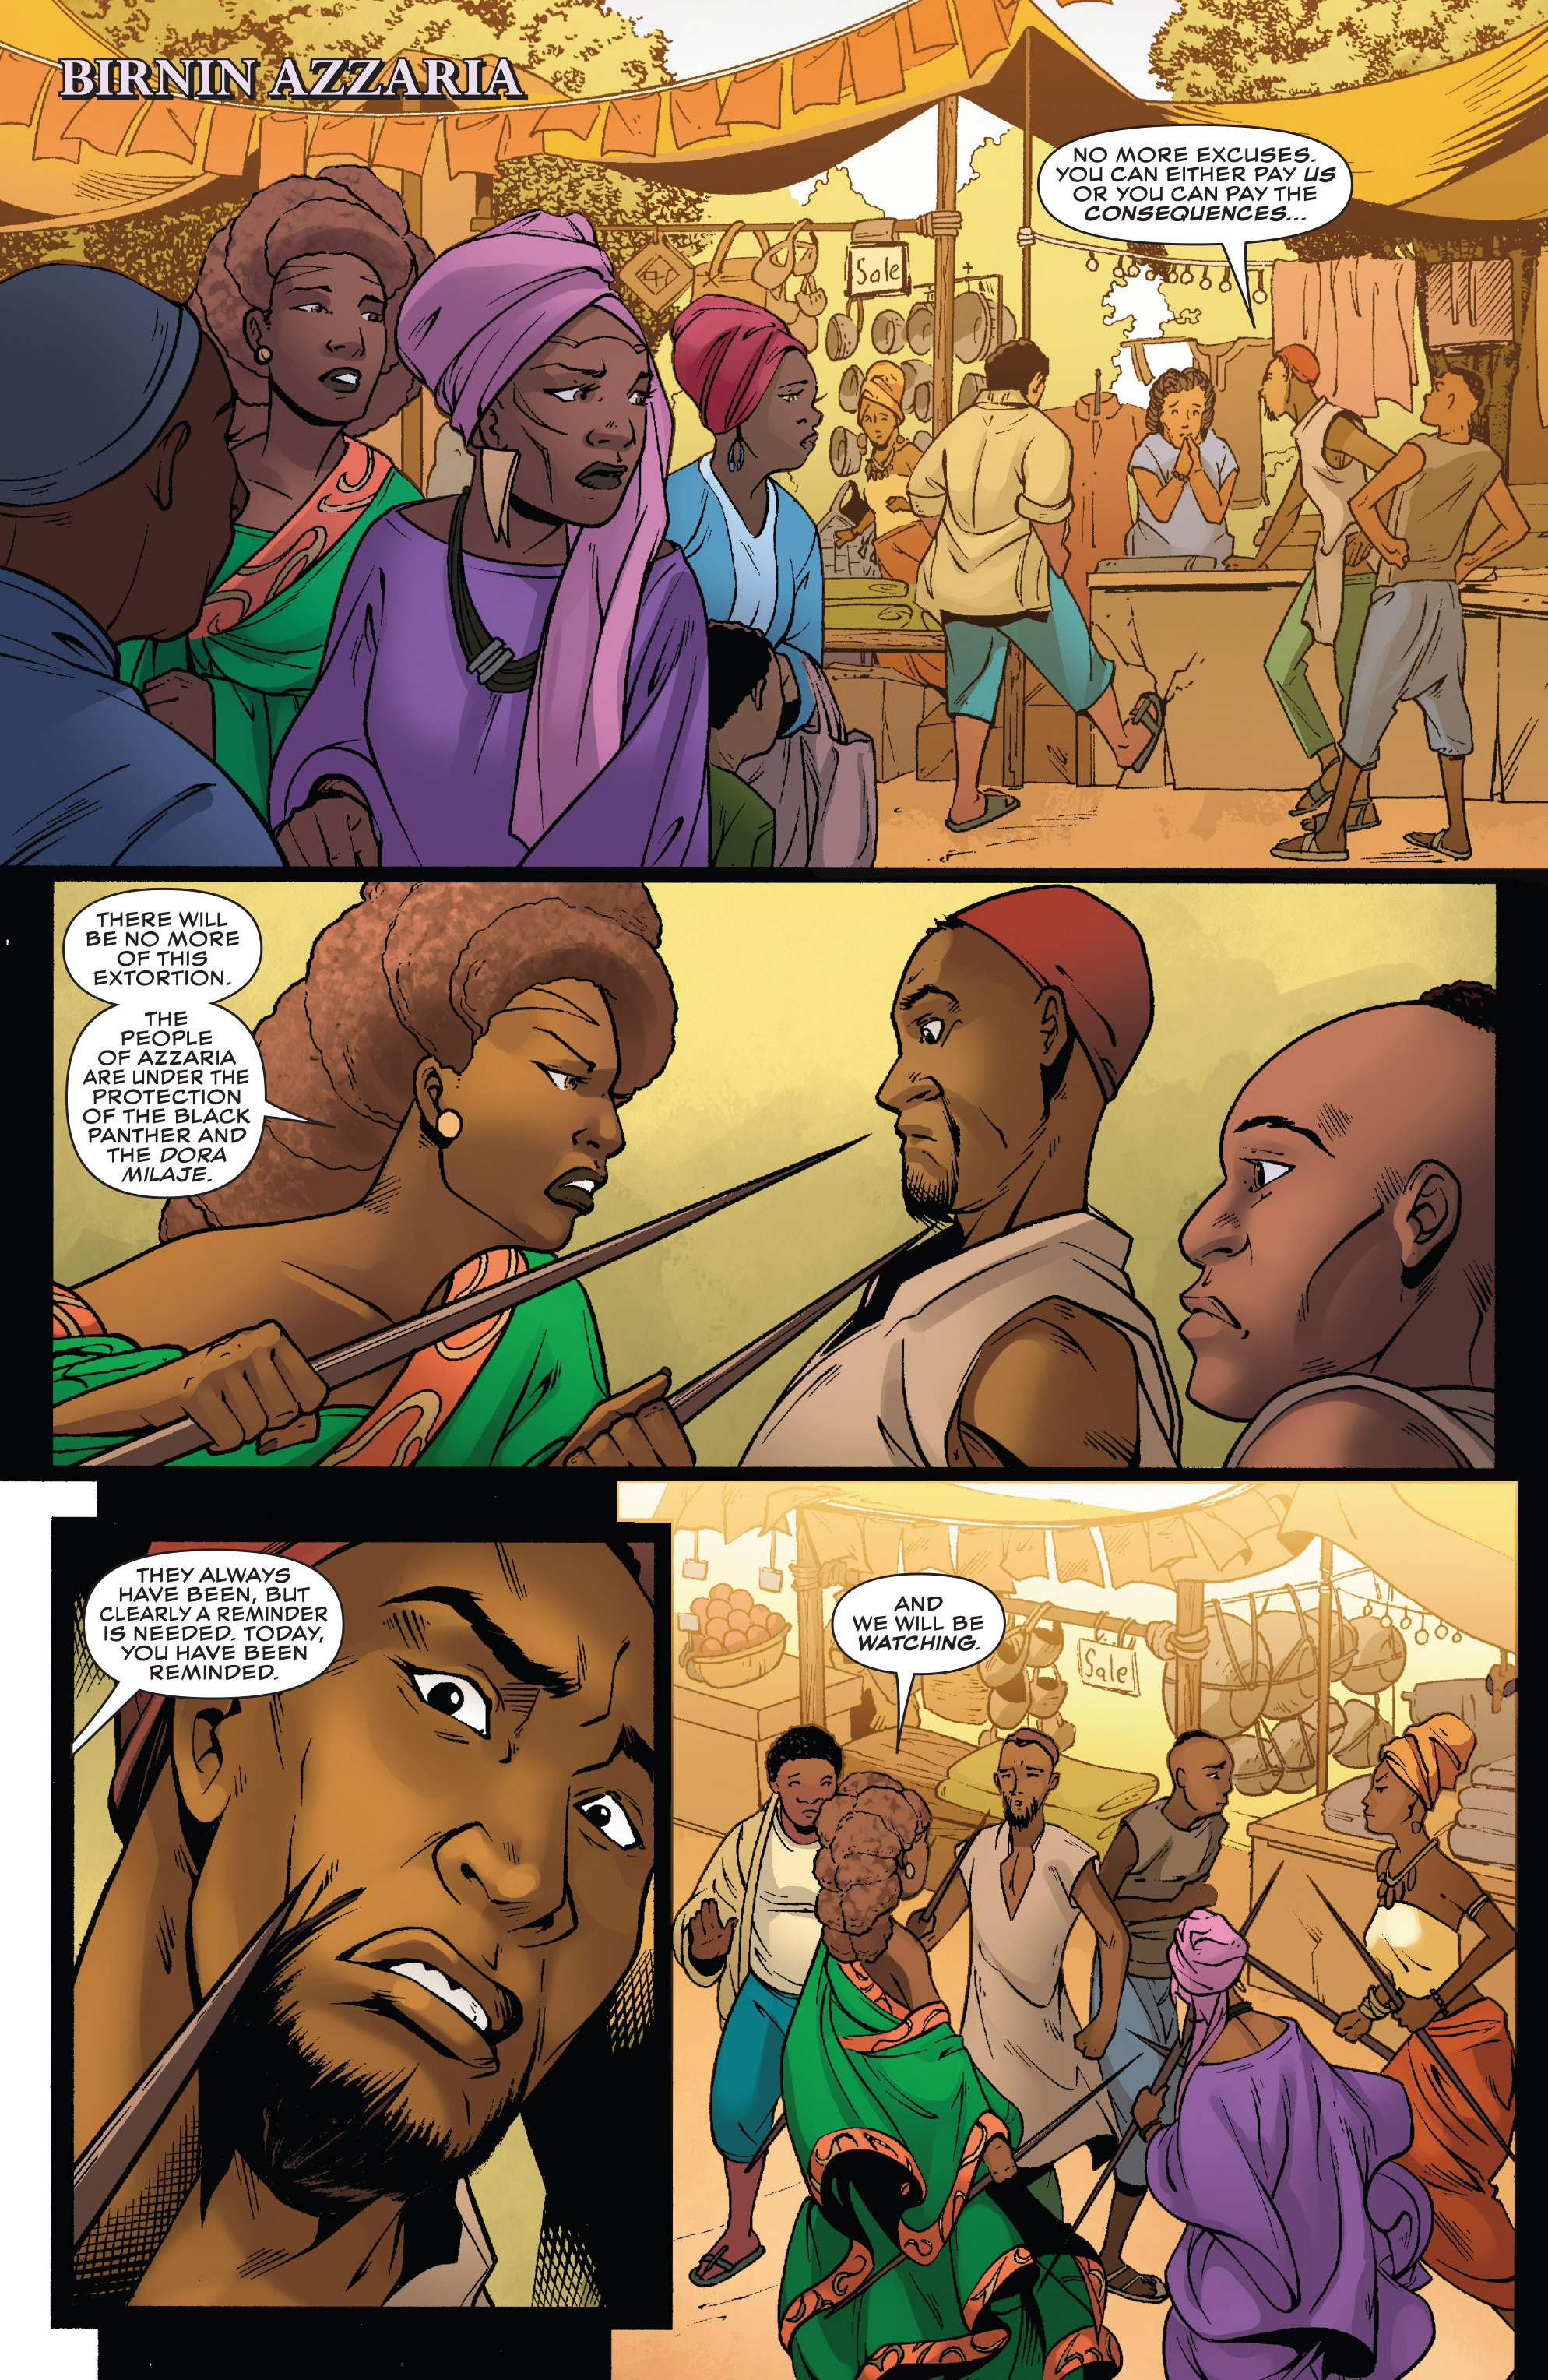 BIRNIN AZZARIA
NO MORE EXCUSES.
YOU CAN EITHER PAY US
OR YOU CAN PAY THE
CONSEQUENCES...
Sale
THERE WILL
BE NO MORE
OF THIS
EXTORTION.
THE
PEOPLE
OF AZZARIA
ARE UNDER THE
PROTECTION
OF THE BLACK
PANTHER AND
THE DORA
MILAJE.
THEY ALWAYS
HAVE BEEN, BUT
CLEARLY A REMINDER
IS NEEDED. TODAY,
YOU HAVE BEEN
REMINDED.
AND
WE WILL BE
WATCHING.
Sale